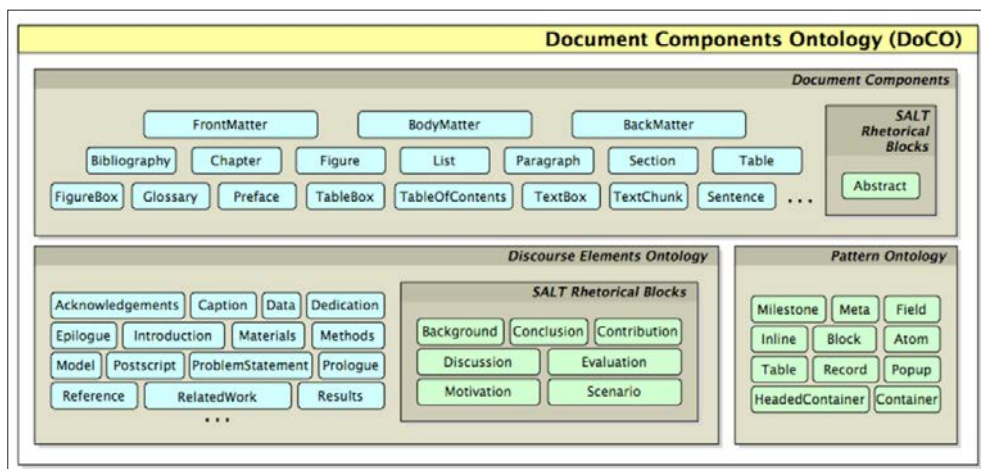 Document Components Ontology (DoCO)
Document Components
FrontMatter BodyMatter BackMatter
Bibliography Chapter Figure List Paragraph Section Table
FigureBox Glossary Preface TableBox TableOfContents TextBox TextChunk Sentence ...
SALT
Rhetorical
Blocks
Abstract
Discourse Elements Ontology
Acknowledgements Caption Data Dedication
Epilogue Introduction Materials Methods
Model Postscript ProblemStatement Prologue
Reference RelatedWork Results
...
SALT Rhetorical Blocks
Background Conclusion Contribution
Discussion Evaluation
Motivation Scenario
Pattern Ontology
Milestone Meta Field
Inline Block Atom
Table Record Popup
HeadedContainer Container